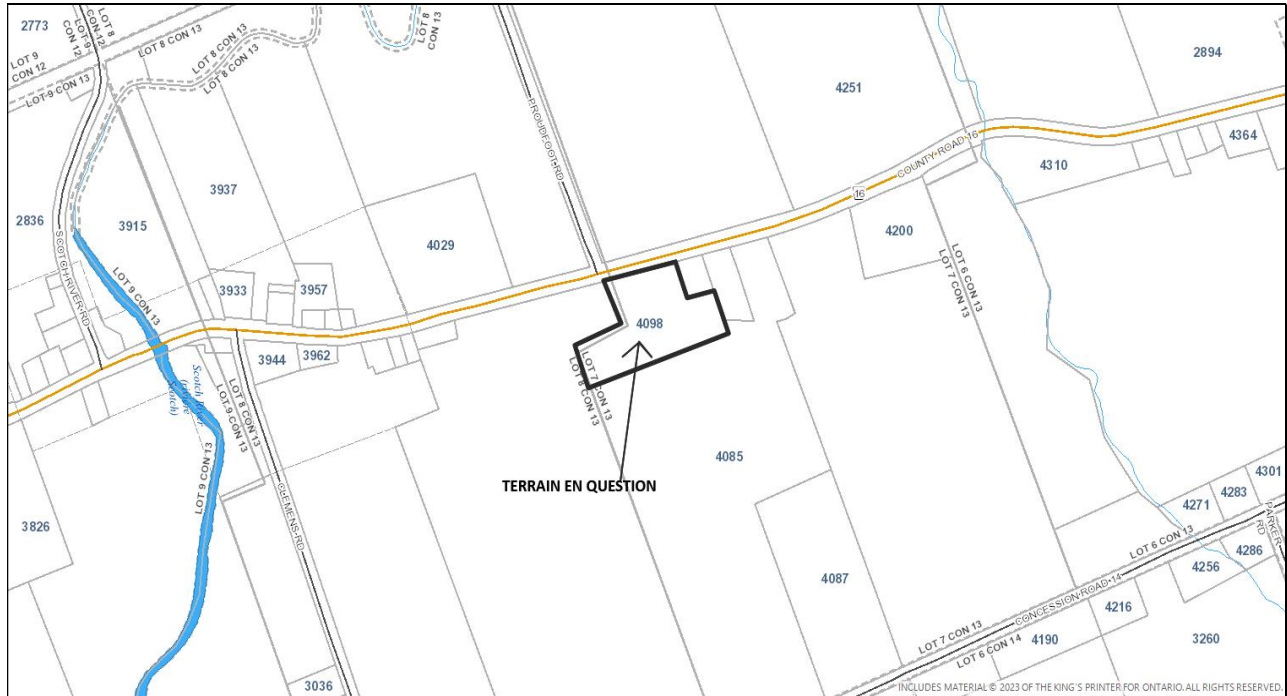 2773
LOT 8
CON 12
LOT 9
CON 12
LOT 9
CON 12
LOT 9 CON 13
LOT 8 CON 13
LOT 8 CON 13
LOT 8 CON 13
LOT 8
CON 13
2894
4251
COUNTY ROAD 16
16
4364
4310
PROUDFOOT RD
3937
2836
3915
SCOTCH RIVER RD
4029
4200
LOT 9 CON 13
LOT 6 CON 13
LOT 7 CON 13
3933
3957
4098
3944
3962
LOT 7 CON 13
LOT 8 CON 13
Scotch River
(rivière
Scotch)
LOT 8 CON 13
LOT 9 CON 13
LOT 9 CON 13
4085
TERRAIN EN QUESTION
4301
4283
4271
PARKER
RD
3826
CLEMENS RD
LOT 6 CON 13
4286
4256
4087
CONCESSION ROAD 14
4216
LOT 7 CON 13
LOT 6 CON 14
4190
3260
3036
INCLUDES MATERIAL © 2023 OF THE KING'S PRINTER FOR ONTARIO. ALL RIGHTS RESERVED.